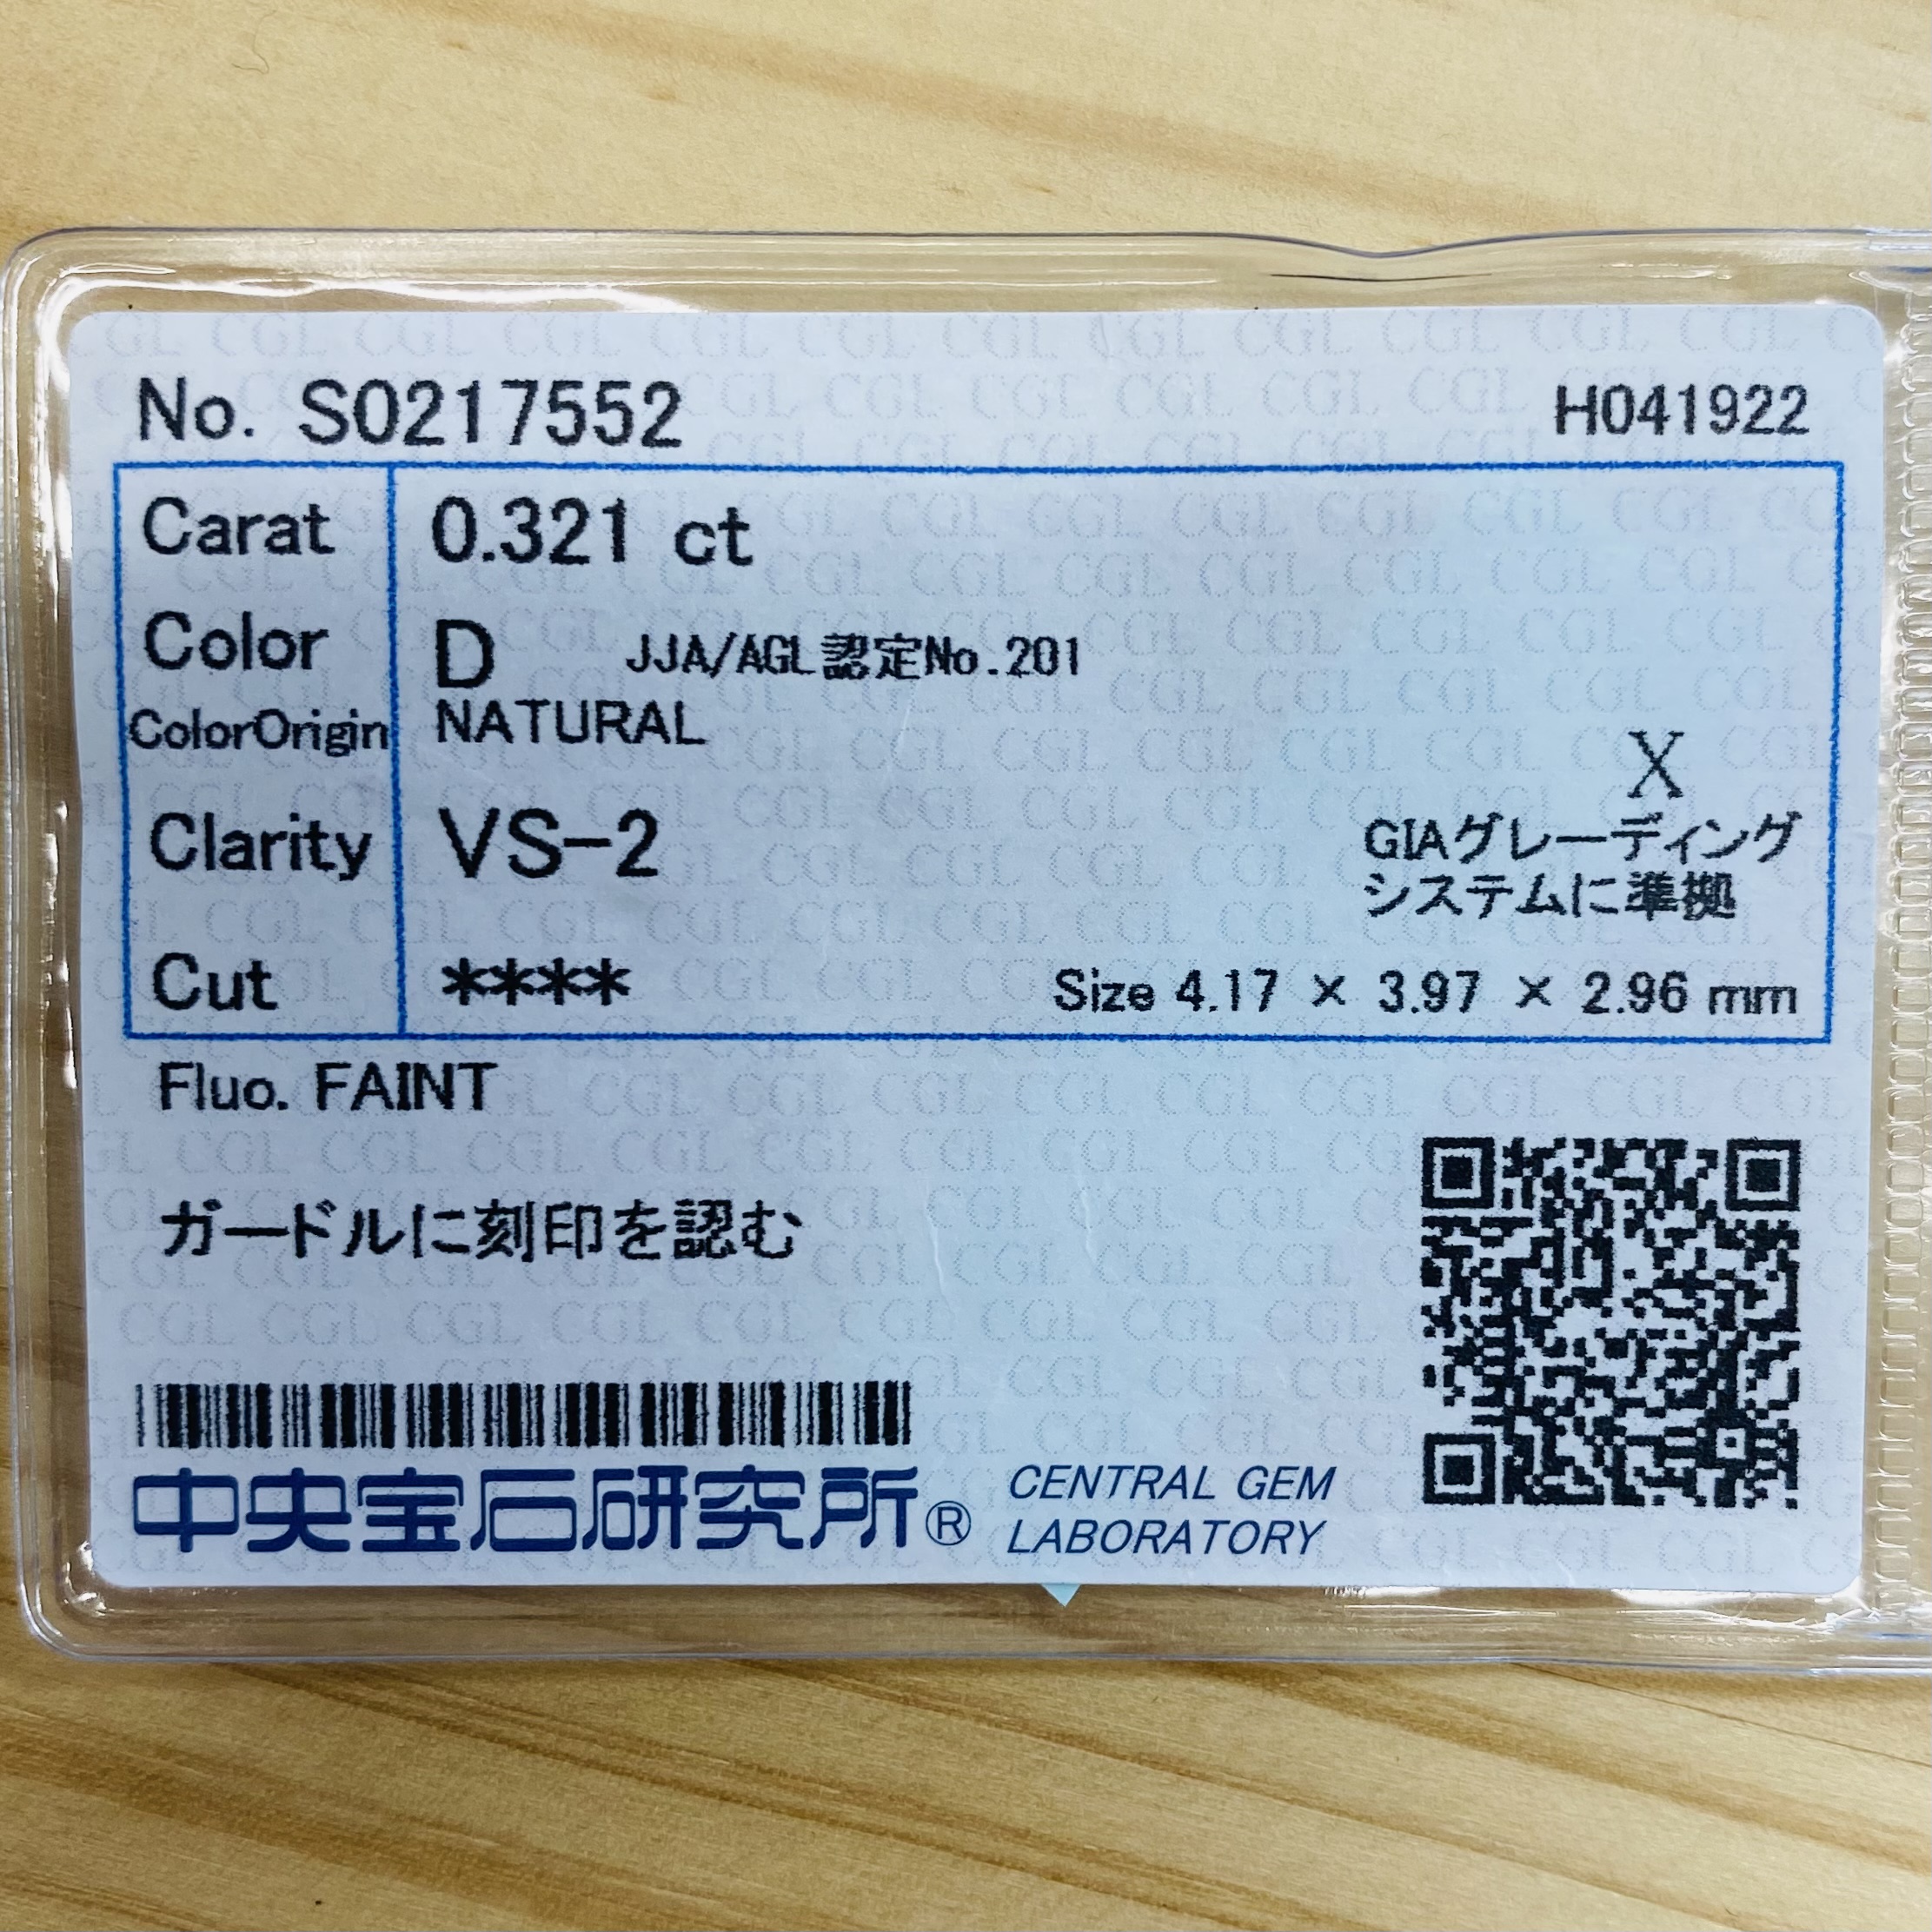 No. S0217552 H041922
Carat 0.321 ct
Color D JJA/AGL認定No.201
ColorOrigin NATURAL
X
Clarity VS-2 GIAグレーディング
システムに準拠
Cut **** Size 4.17 × 3.97 × 2.96 mm
Fluo. FAINT
ガードルに刻印を認む
中央宝石研究所® CENTRAL GEM
LABORATORY